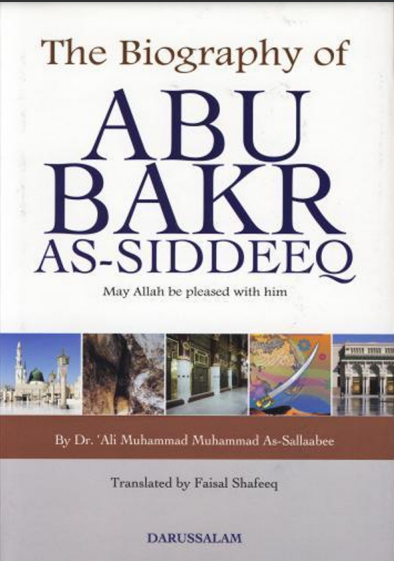 The Biography of
ABU
BAKR
AS-SIDDEEQ
May Allah be pleased with him
By Dr. 'Ali Muhammad Muhammad As-Sallaabee
Translated by Faisal Shafeeq
DARUSSALAM